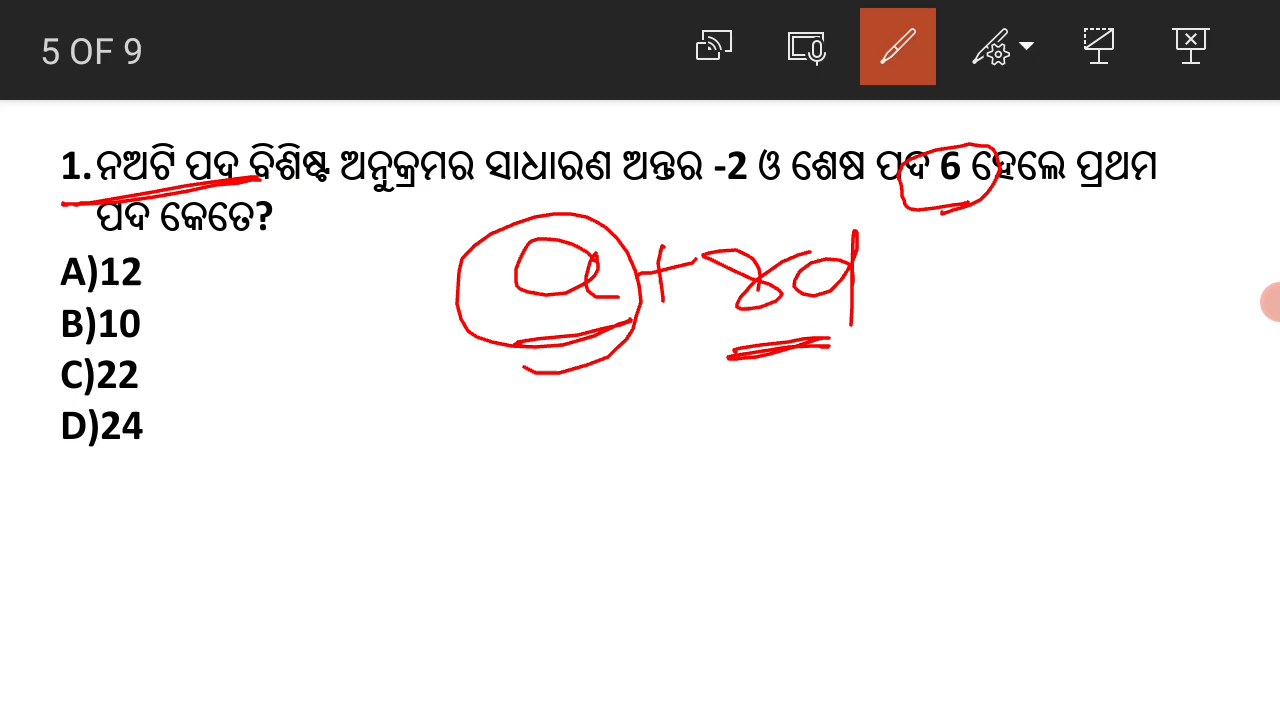 5 OF 9
1. ନଅଟି ପଦ ବିଶିଷ୍ଟ ଅନୁକ୍ରମର ସାଧାରଣ ଅନ୍ତର -2 ଓ ଶେଷ ପଦ 6 ହେଲେ ପ୍ରଥମ
ପଦ କେତେ?
a+8d
A)12
B)10
C)22
D)24